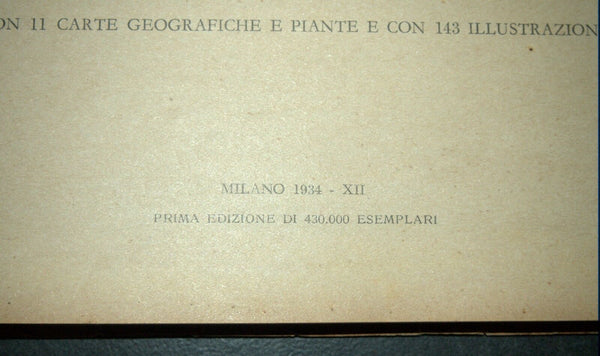 ON 11 CARTE GEOGRAFICHE E PIANTE E CON 143 ILLUSTRAZION
MILANO 1934 - XII
PRIMA EDIZIONE DI 430.000 ESEMPLARI